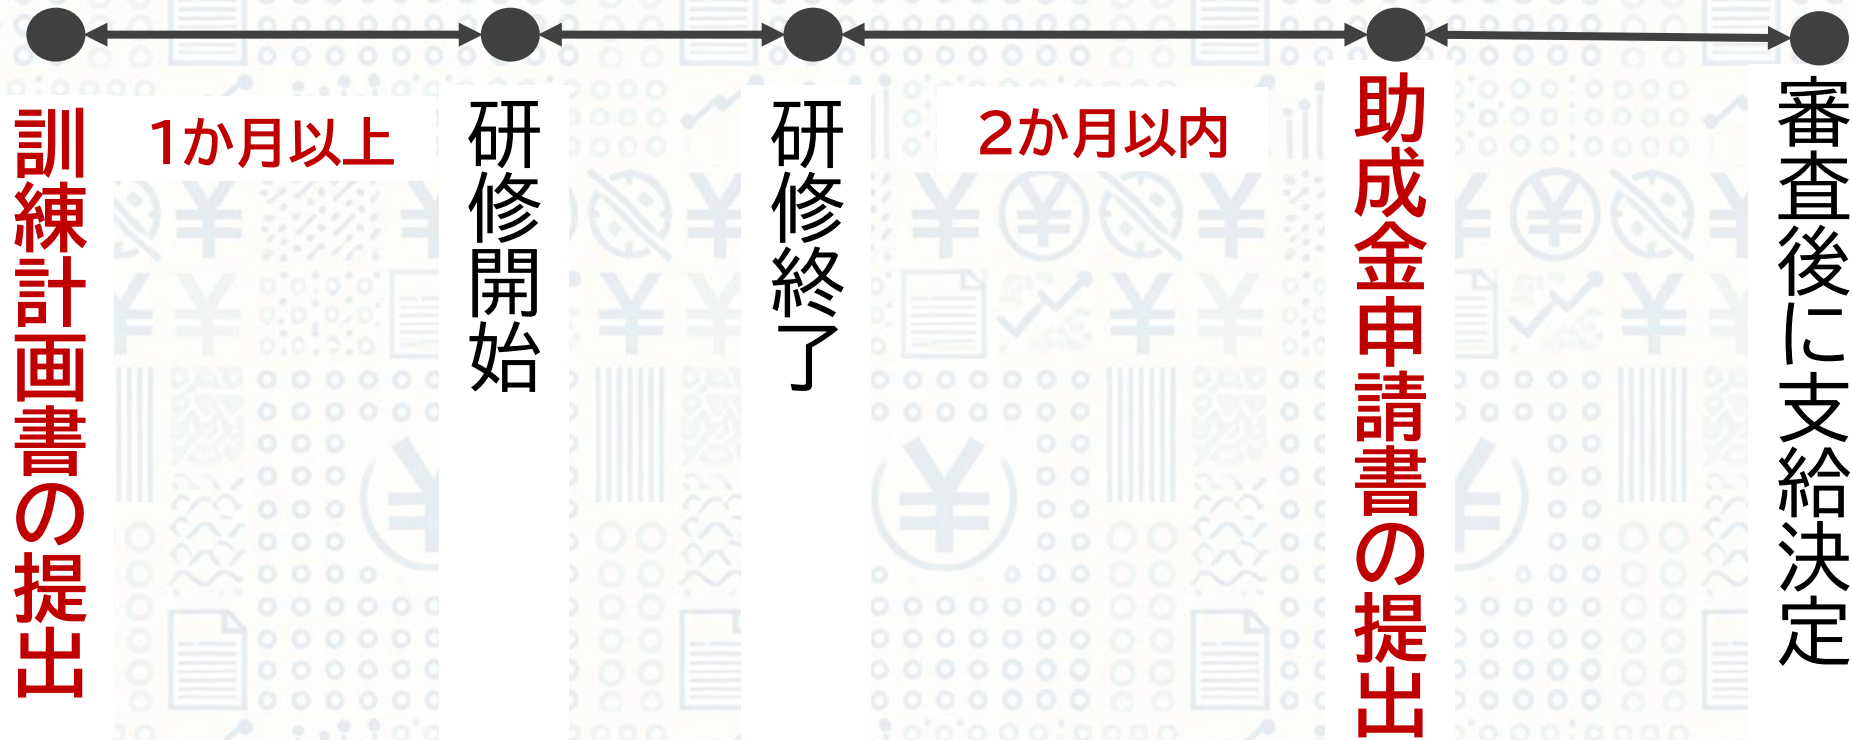 訓練計画書の提出
1か月以上
研修開始
研修終了
2か月以内
助成金申請書の提出
審査後に支給決定